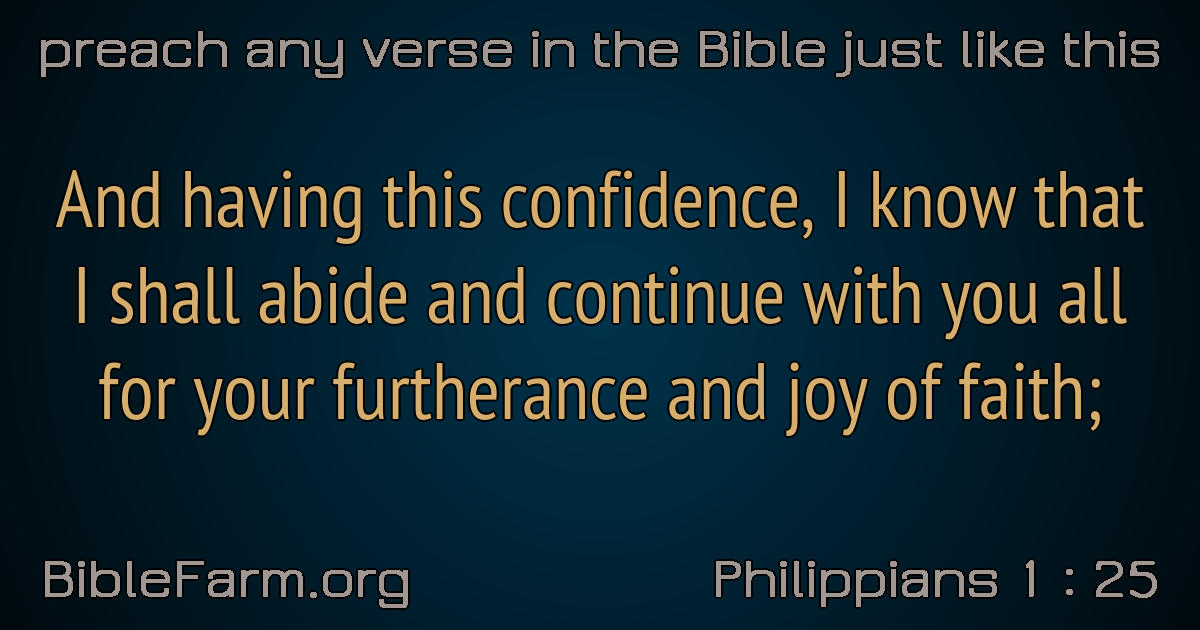 preach any verse in the Bible just like this
And having this confidence, I know that
I shall abide and continue with you all
for your furtherance and joy of faith;
BibleFarm.org
Philippians 1 : 25